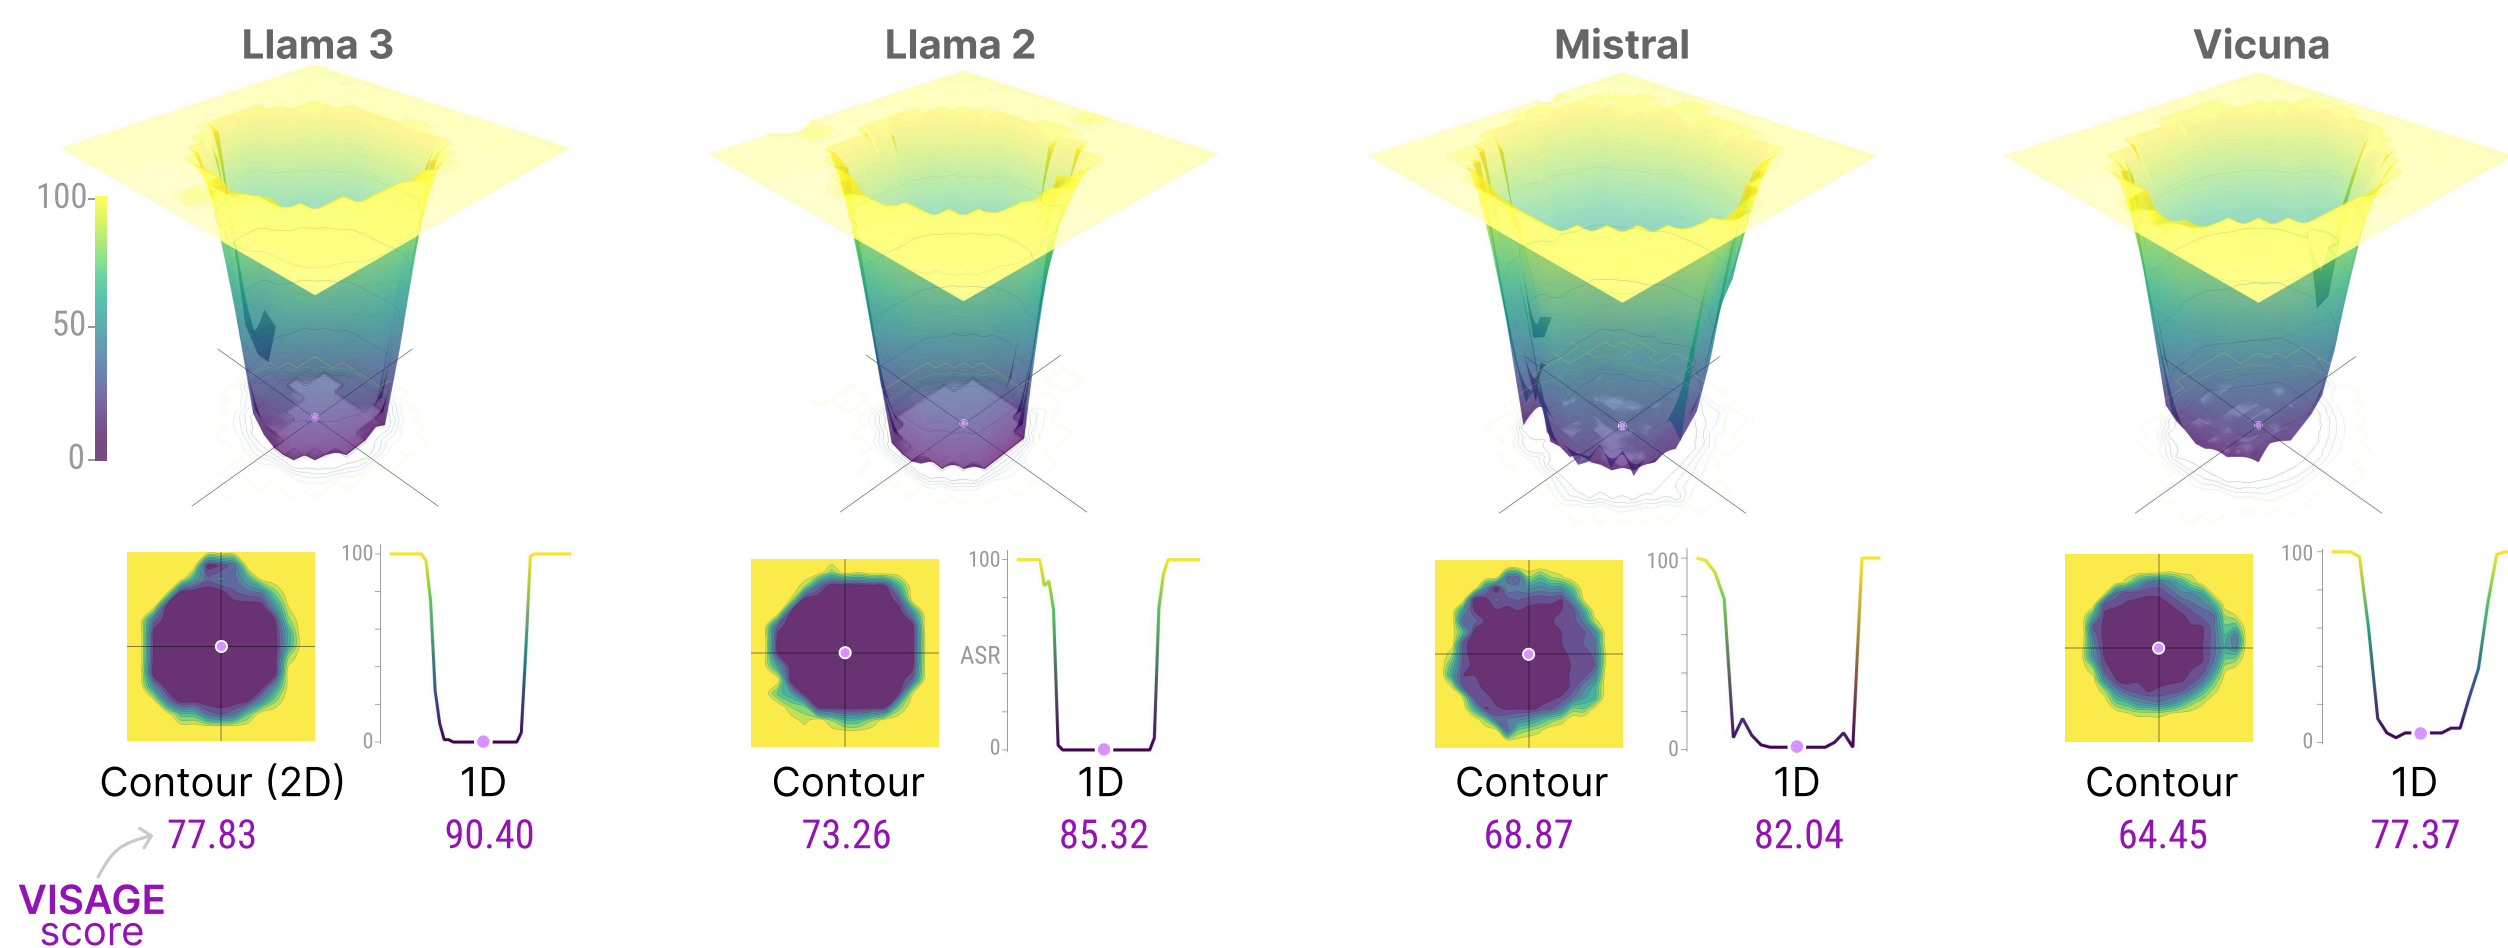 Llama 3
Llama 2
Mistral
Vicuna
100
50
0
100
0
100
ASR
0
100
0
100
0
Contour (2D)
1D
Contour
1D
Contour
1D
Contour
1D
77.83
90.40
73.26
85.32
68.87
82.04
64.45
77.37
VISAGE
score